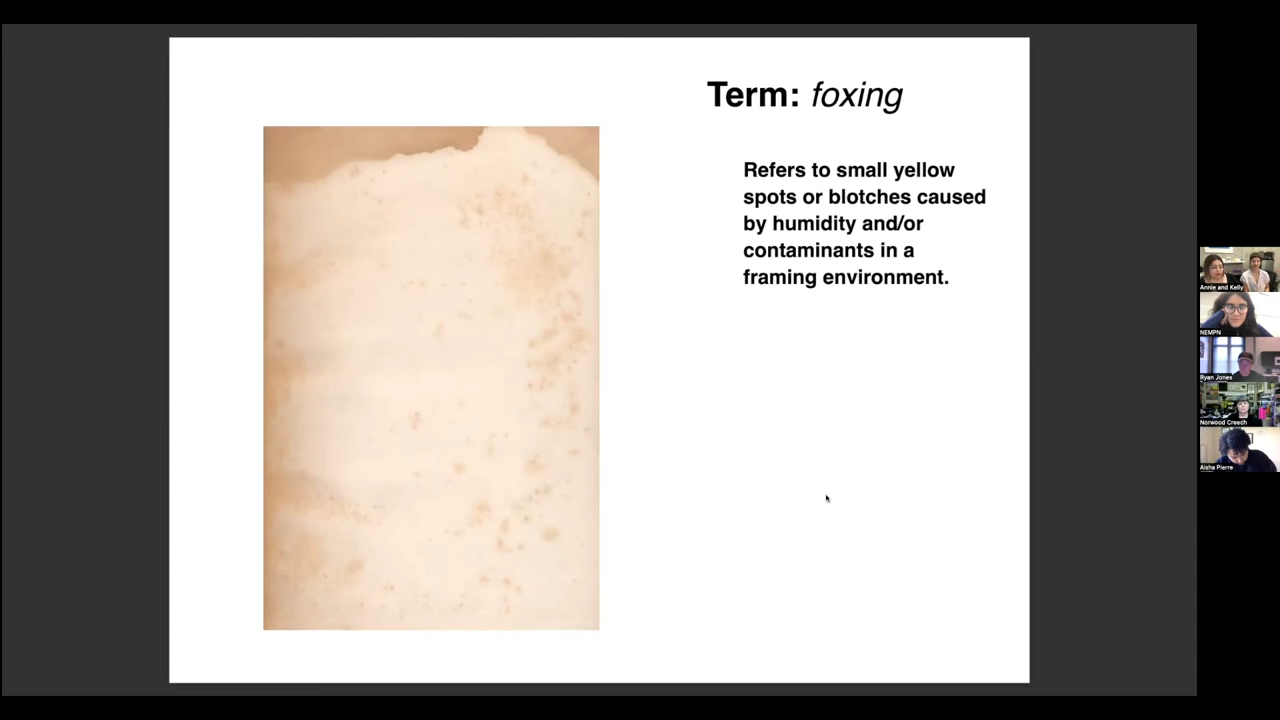 Term: foxing
Refers to small yellow
spots or blotches caused
by humidity and/or
contaminants in a
framing environment.
Annie and Kelly
NEMPN
Ryan Jones
Norwood Creech
Aisha Pierre